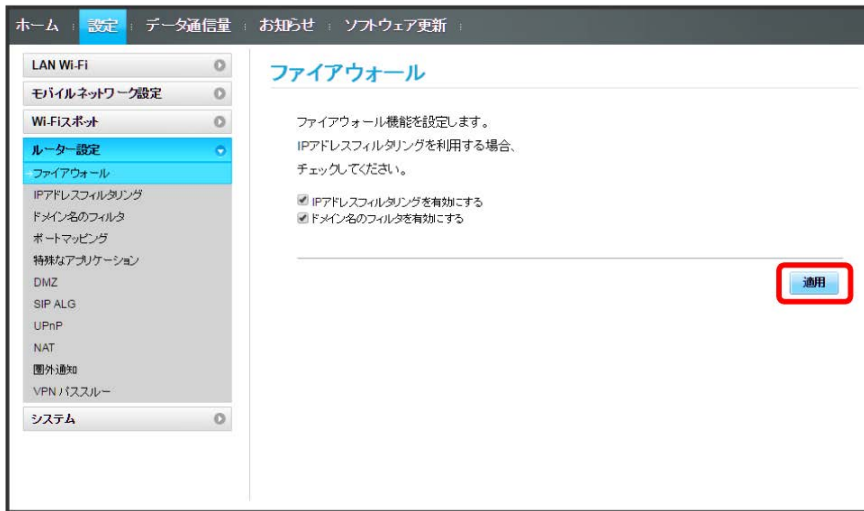 ホーム 設定 データ通信量 お知らせ ソフトウェア更新
LAN Wi-Fi
モバイルネットワーク設定
Wi-Fiスポット
ルーター設定
ファイアウォール
IPアドレスフィルタリング
ドメイン名のフィルタ
ポートマッピング
特殊なアプリケーション
DMZ
SIP ALG
UPnP
NAT
圏外通知
VPN パススルー
システム
ファイアウォール
ファイアウォール機能を設定します。
IPアドレスフィルタリングを利用する場合、
チェックしてください。
IPアドレスフィルタリングを有効にする
ドメイン名のフィルタを有効にする
適用